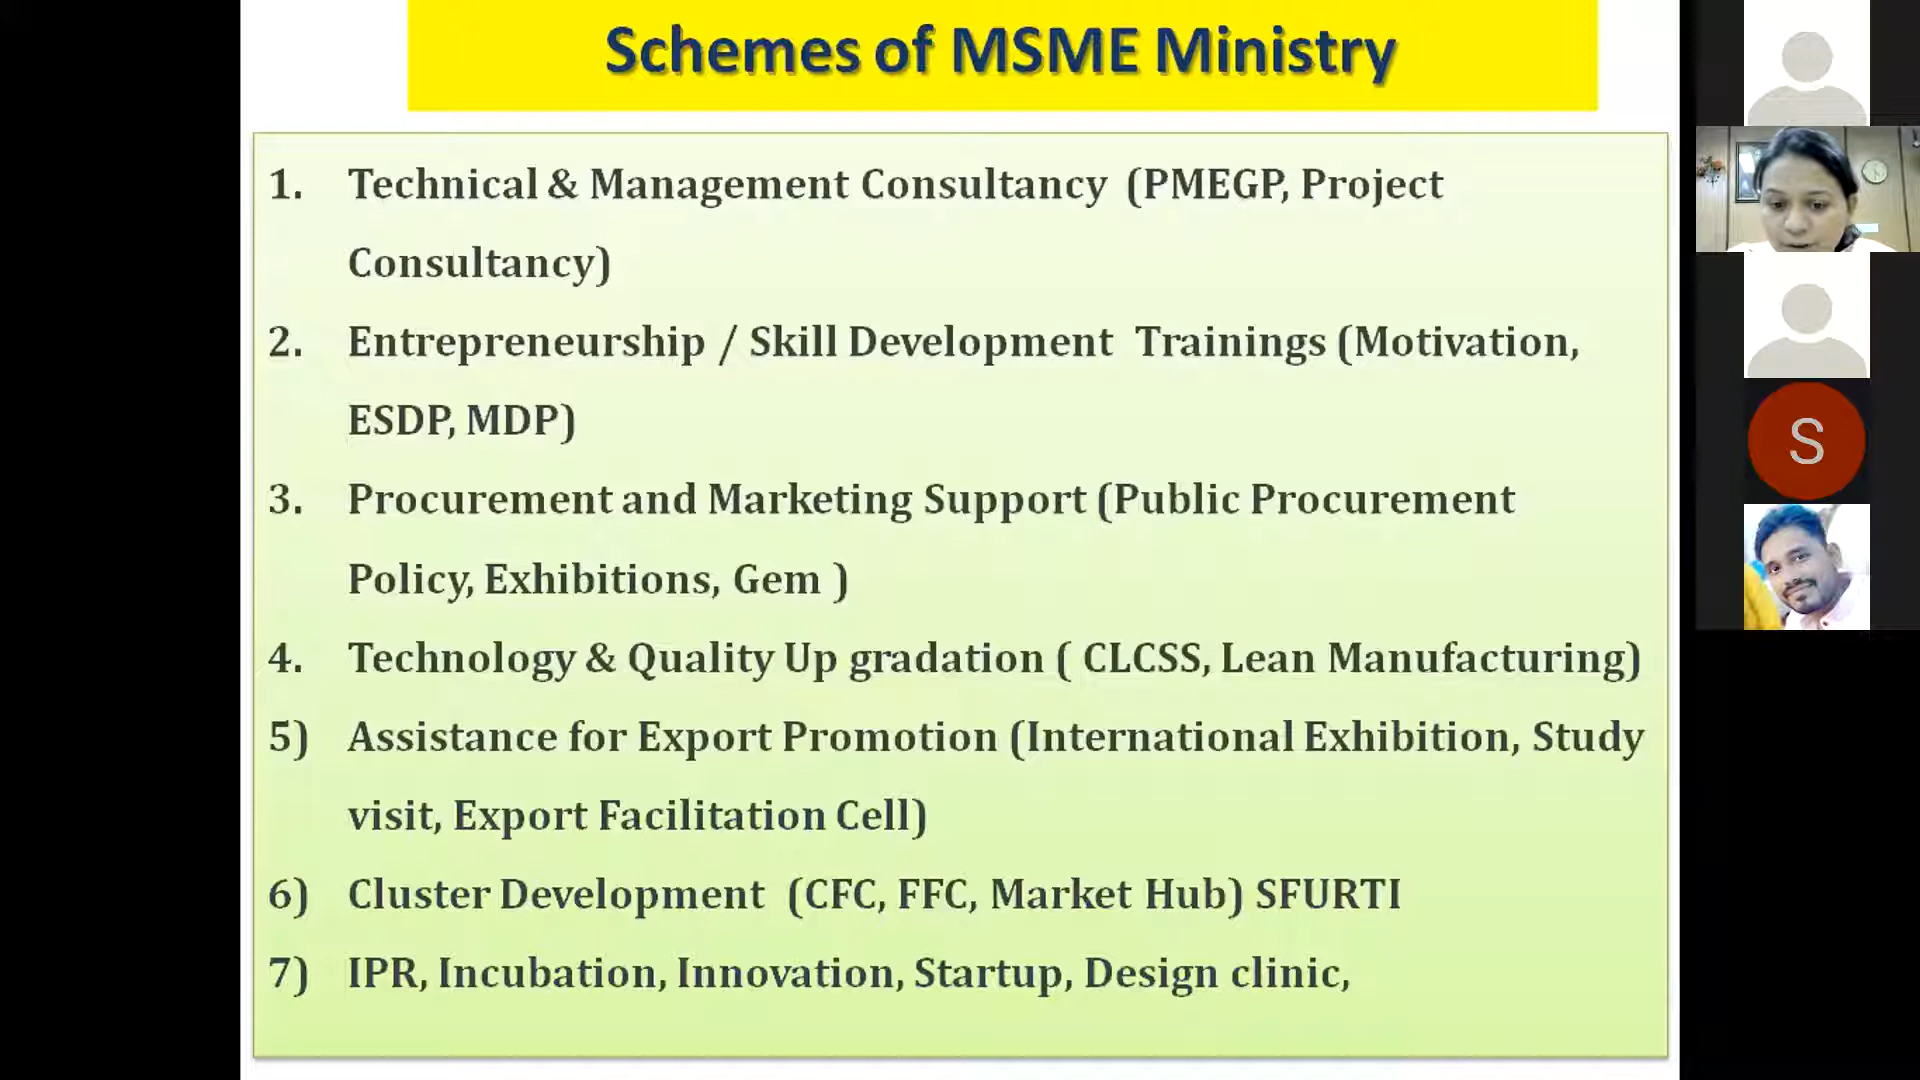 Schemes of MSME Ministry
1. Technical & Management Consultancy (PMEGP, Project
Consultancy)
2. Entrepreneurship / Skill Development Trainings (Motivation,
ESDP, MDP)
3. Procurement and Marketing Support (Public Procurement
Policy, Exhibitions, Gem )
4. Technology & Quality Up gradation ( CLCSS, Lean Manufacturing)
5) Assistance for Export Promotion (International Exhibition, Study
visit, Export Facilitation Cell)
6) Cluster Development (CFC, FFC, Market Hub) SFURTI
7) IPR, Incubation, Innovation, Startup, Design clinic,
S